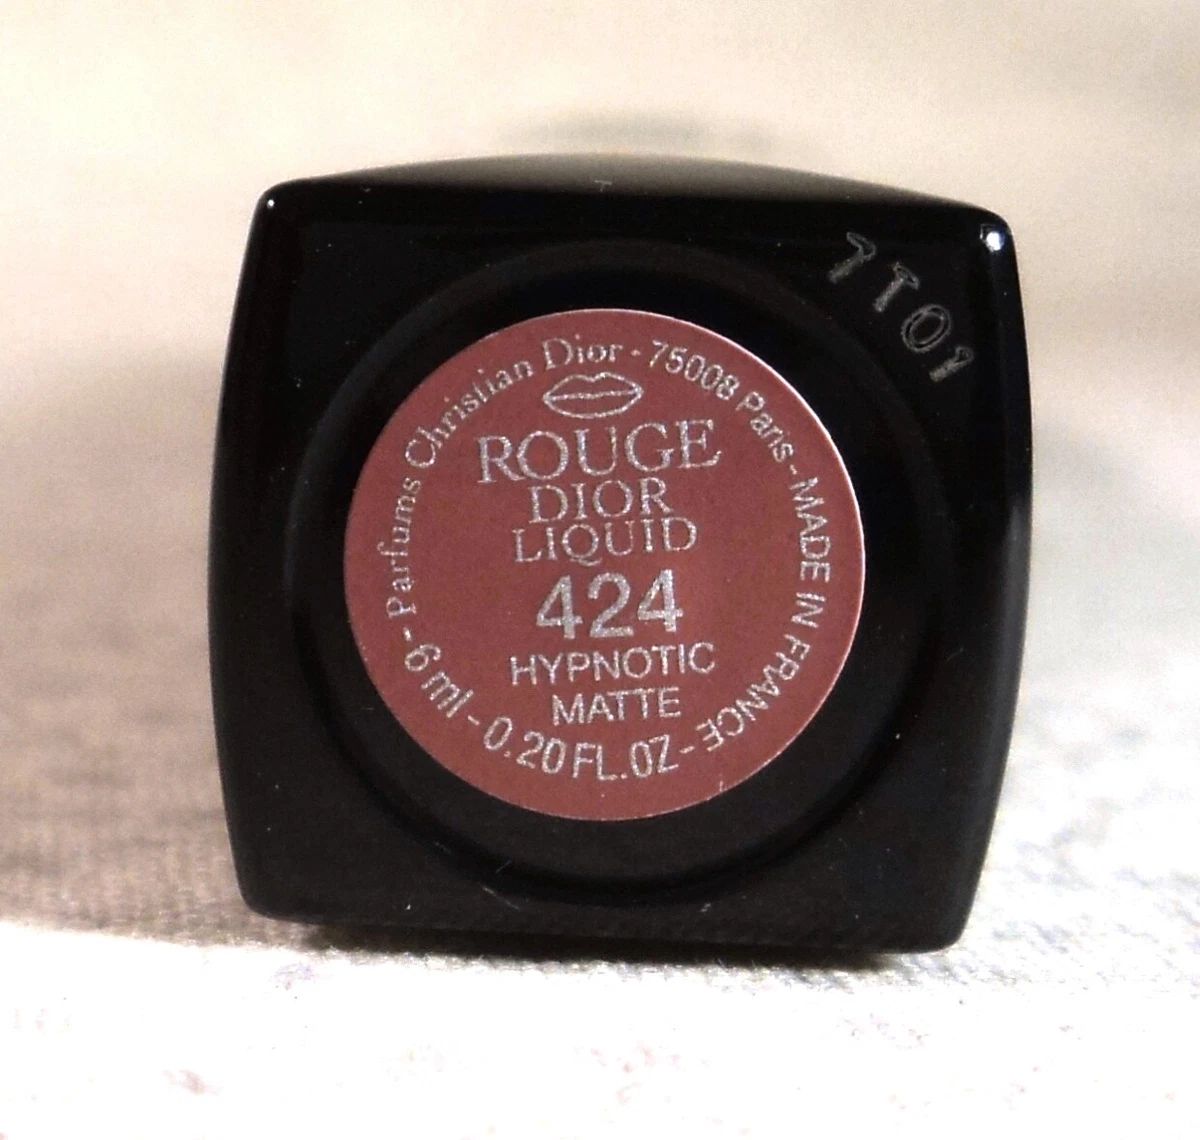 7T01
Parfums Christian Dior - 75008 Paris - MADE IN FRANCE - 6 ml - 0.20 FL.OZ -
ROUGE
DIOR
LIQUID
424
HYPNOTIC
MATTE